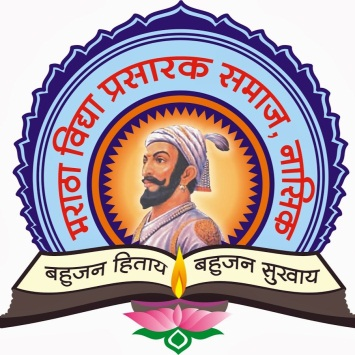 मराठा विद्या प्रसारक समाज, नासिक
बहुजन हिताय बहुजन सुखाय